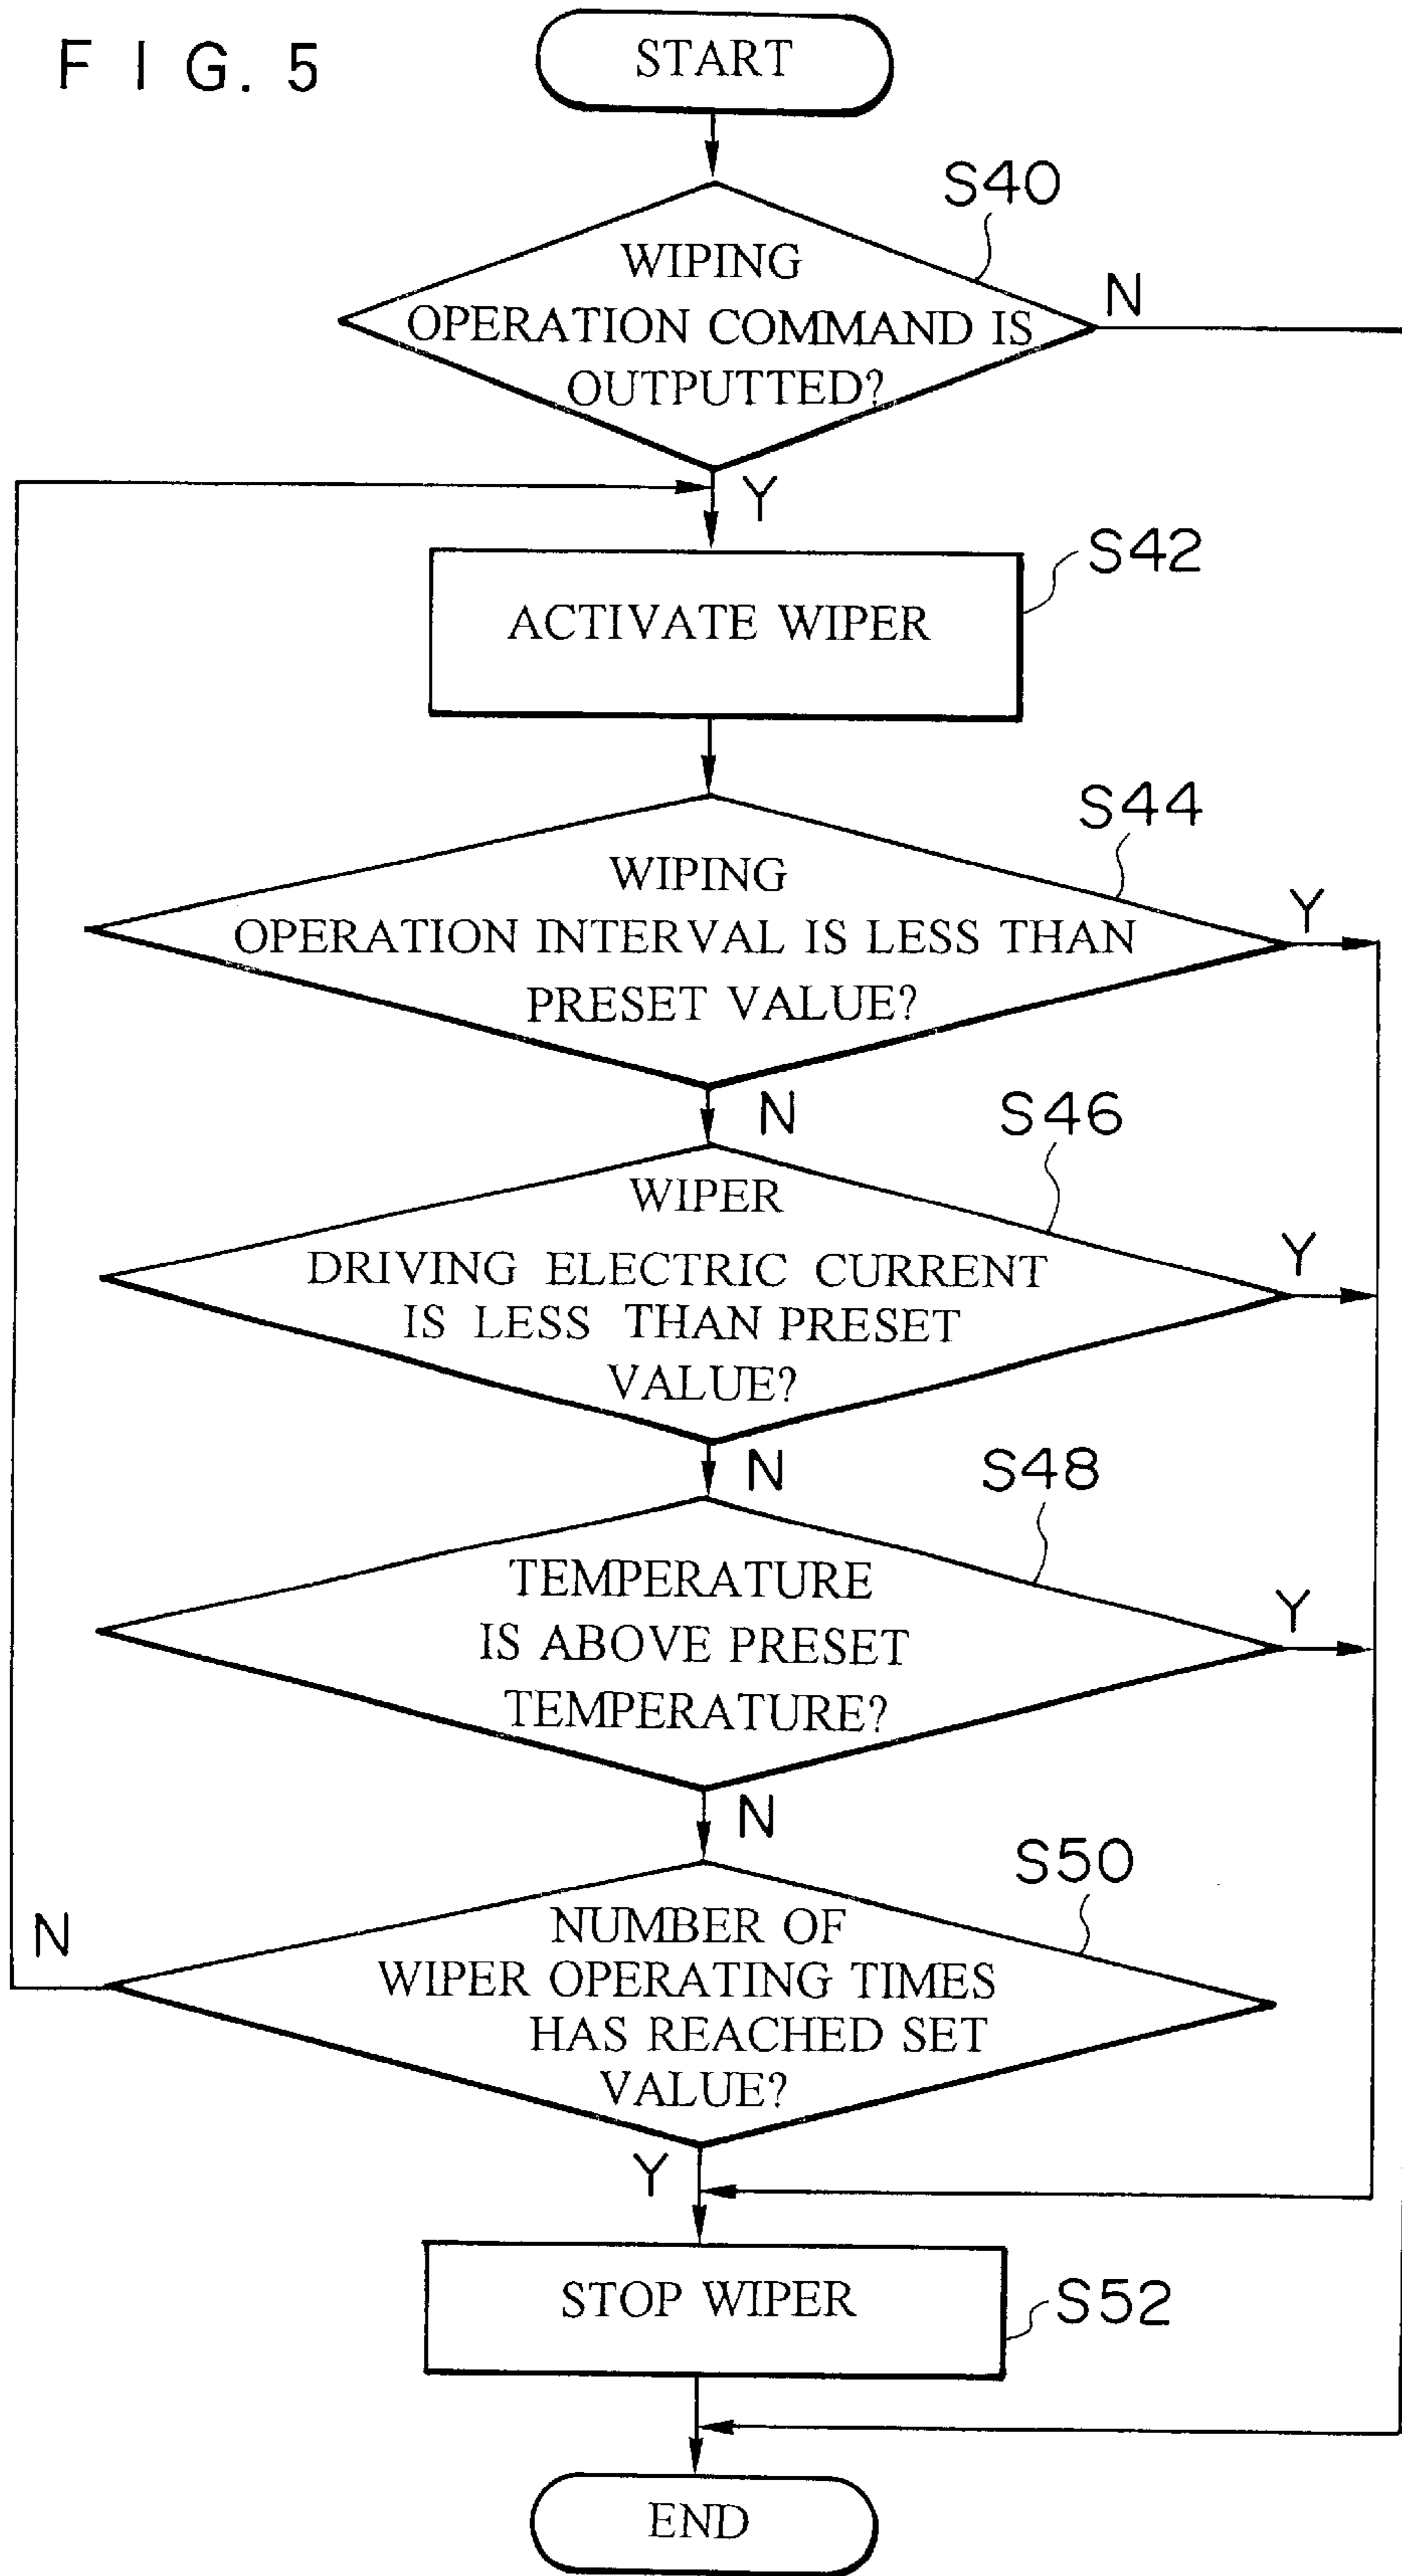 FIG. 5
START
S40
WIPING
OPERATION COMMAND IS
OUTPUTTED?
N
Y
S42
ACTIVATE WIPER
S44
WIPING
OPERATION INTERVAL IS LESS THAN
PRESET VALUE?
Y
N
S46
WIPER
DRIVING ELECTRIC CURRENT
IS LESS THAN PRESET
VALUE?
Y
N
S48
TEMPERATURE
IS ABOVE PRESET
TEMPERATURE?
Y
N
S50
NUMBER OF
WIPER OPERATING TIMES
HAS REACHED SET
VALUE?
N
Y
STOP WIPER
S52
END